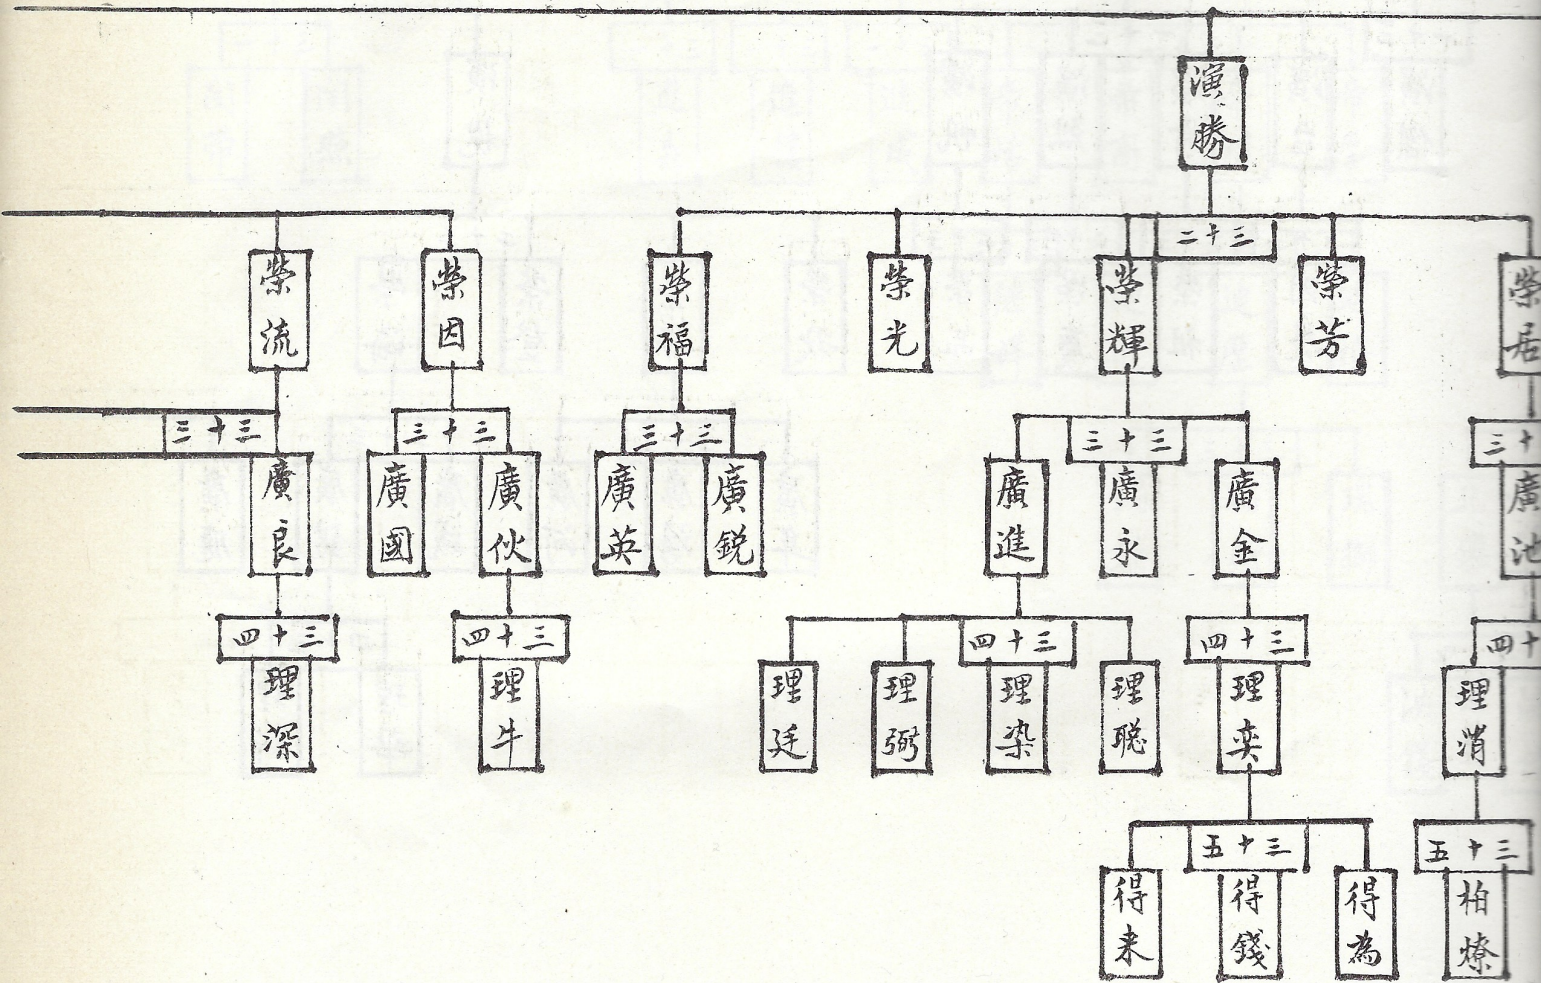 演勝
三十二
榮居
榮芳
榮輝
榮光
榮福
榮因
榮流
三十
三十三
三十三
三十三
三十三
廣池
廣金
廣永
廣進
廣銳
廣英
廣伙
廣國
廣良
十四
三十四
三十四
三十四
三十四
理消
理奕
理聡
理染
理弼
理廷
理牛
理深
三十五
三十五
柏燎
得為
得錢
得来